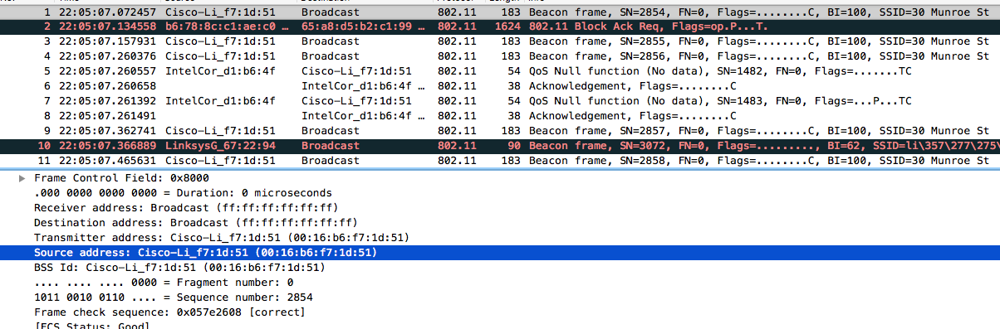 1 22:05:07.072457 Cisco-Li_f7:1d:51 Broadcast 802.11 183 Beacon frame, SN=2854, FN=0, Flags=........C, BI=100, SSID=30 Munroe St
2 22:05:07.134558 b6:78:8c:c1:ae:c0 … 65:a8:d5:b2:c1:99 … 802.11 1624 802.11 Block Ack Req, Flags=op.P...T.
3 22:05:07.157931 Cisco-Li_f7:1d:51 Broadcast 802.11 183 Beacon frame, SN=2855, FN=0, Flags=........C, BI=100, SSID=30 Munroe St
4 22:05:07.260376 Cisco-Li_f7:1d:51 Broadcast 802.11 183 Beacon frame, SN=2856, FN=0, Flags=........C, BI=100, SSID=30 Munroe St
5 22:05:07.260557 IntelCor_d1:b6:4f Cisco-Li_f7:1d:51 802.11 54 QoS Null function (No data), SN=1482, FN=0, Flags=.......TC
6 22:05:07.260658 IntelCor_d1:b6:4f … 802.11 38 Acknowledgement, Flags=........C
7 22:05:07.261392 IntelCor_d1:b6:4f Cisco-Li_f7:1d:51 802.11 54 QoS Null function (No data), SN=1483, FN=0, Flags=...P...TC
8 22:05:07.261491 IntelCor_d1:b6:4f … 802.11 38 Acknowledgement, Flags=........C
9 22:05:07.362741 Cisco-Li_f7:1d:51 Broadcast 802.11 183 Beacon frame, SN=2857, FN=0, Flags=........C, BI=100, SSID=30 Munroe St
10 22:05:07.366889 LinksysG_67:22:94 Broadcast 802.11 90 Beacon frame, SN=3072, FN=0, Flags=........., BI=62, SSID=li\357\277\275\
11 22:05:07.465631 Cisco-Li_f7:1d:51 Broadcast 802.11 183 Beacon frame, SN=2858, FN=0, Flags=........C, BI=100, SSID=30 Munroe St
Frame Control Field: 0x8000
.000 0000 0000 0000 = Duration: 0 microseconds
Receiver address: Broadcast (ff:ff:ff:ff:ff:ff)
Destination address: Broadcast (ff:ff:ff:ff:ff:ff)
Transmitter address: Cisco-Li_f7:1d:51 (00:16:b6:f7:1d:51)
Source address: Cisco-Li_f7:1d:51 (00:16:b6:f7:1d:51)
BSS Id: Cisco-Li_f7:1d:51 (00:16:b6:f7:1d:51)
.... .... .... 0000 = Fragment number: 0
1011 0010 0110 .... = Sequence number: 2854
Frame check sequence: 0x057e2608 [correct]
[FCS Status: Good]